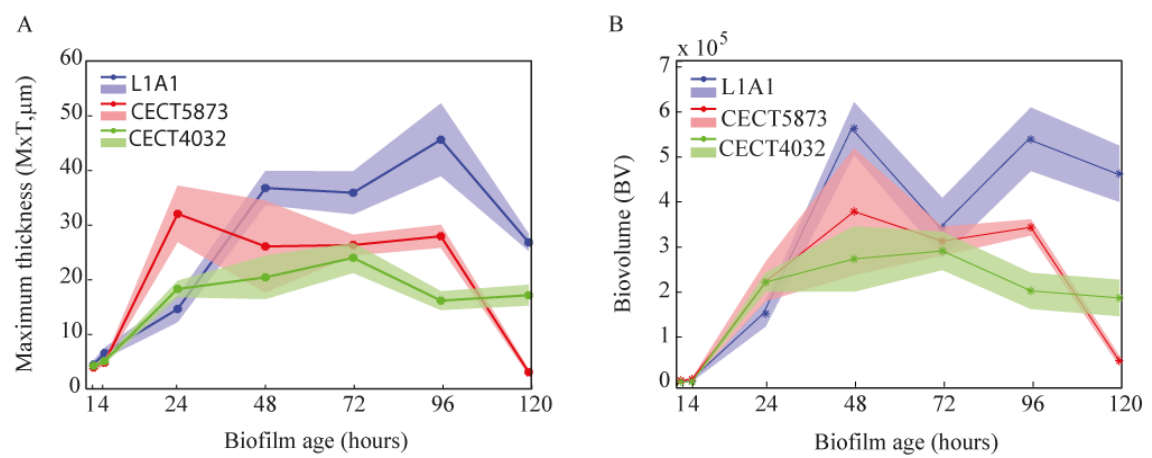 A
Maximum thickness (MxT,μm)
60
50
40
30
20
10
0
L1A1
CECT5873
CECT4032
14 24 48 72 96 120
Biofilm age (hours)
B
x 10⁵
Biovolume (BV)
7
6
5
4
3
2
1
0
L1A1
CECT5873
CECT4032
14 24 48 72 96 120
Biofilm age (hours)